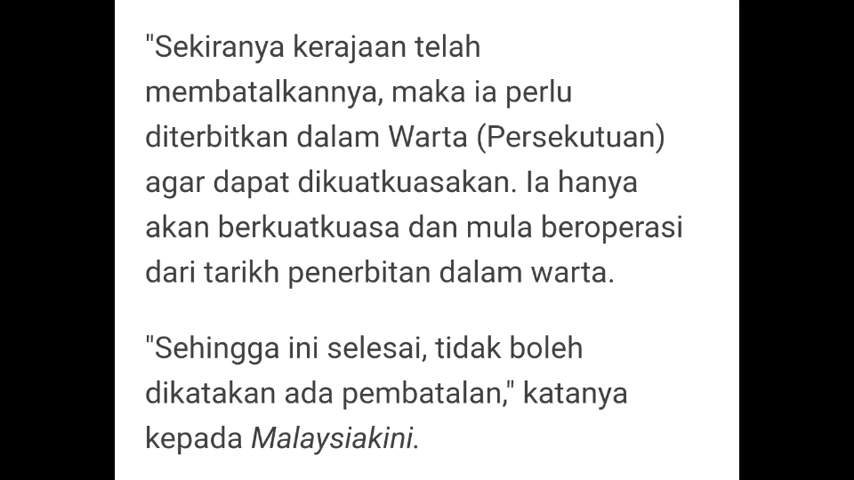 "Sekiranya kerajaan telah
membatalkannya, maka ia perlu
diterbitkan dalam Warta (Persekutuan)
agar dapat dikuatkuasakan. Ia hanya
akan berkuatkuasa dan mula beroperasi
dari tarikh penerbitan dalam warta.
"Sehingga ini selesai, tidak boleh
dikatakan ada pembatalan," katanya
kepada Malaysiakini.